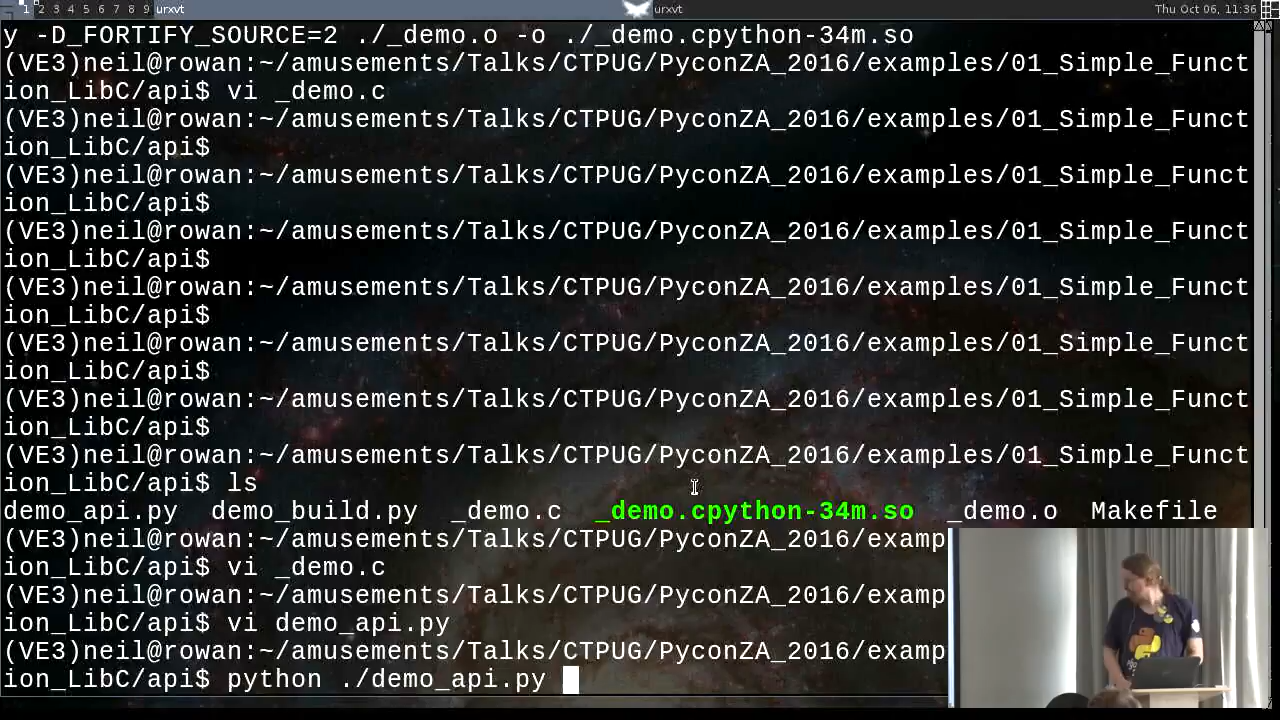 1 2 3 4 5 6 7 8 9 urxvt urxvt Thu Oct 06, 11:36
y -D_FORTIFY_SOURCE=2 ./_demo.o -o ./_demo.cpython-34m.so
(VE3)neil@rowan:~/amusements/Talks/CTPUG/PyconZA_2016/examples/01_Simple_Funct
ion_LibC/api$ vi _demo.c
(VE3)neil@rowan:~/amusements/Talks/CTPUG/PyconZA_2016/examples/01_Simple_Funct
ion_LibC/api$
(VE3)neil@rowan:~/amusements/Talks/CTPUG/PyconZA_2016/examples/01_Simple_Funct
ion_LibC/api$
(VE3)neil@rowan:~/amusements/Talks/CTPUG/PyconZA_2016/examples/01_Simple_Funct
ion_LibC/api$
(VE3)neil@rowan:~/amusements/Talks/CTPUG/PyconZA_2016/examples/01_Simple_Funct
ion_LibC/api$
(VE3)neil@rowan:~/amusements/Talks/CTPUG/PyconZA_2016/examples/01_Simple_Funct
ion_LibC/api$
(VE3)neil@rowan:~/amusements/Talks/CTPUG/PyconZA_2016/examples/01_Simple_Funct
ion_LibC/api$
(VE3)neil@rowan:~/amusements/Talks/CTPUG/PyconZA_2016/examples/01_Simple_Funct
ion_LibC/api$ ls
demo_api.py demo_build.py _demo.c _demo.cpython-34m.so _demo.o Makefile
(VE3)neil@rowan:~/amusements/Talks/CTPUG/PyconZA_2016/examp
ion_LibC/api$ vi _demo.c
(VE3)neil@rowan:~/amusements/Talks/CTPUG/PyconZA_2016/examp
ion_LibC/api$ vi demo_api.py
(VE3)neil@rowan:~/amusements/Talks/CTPUG/PyconZA_2016/examp
ion_LibC/api$ python ./demo_api.py